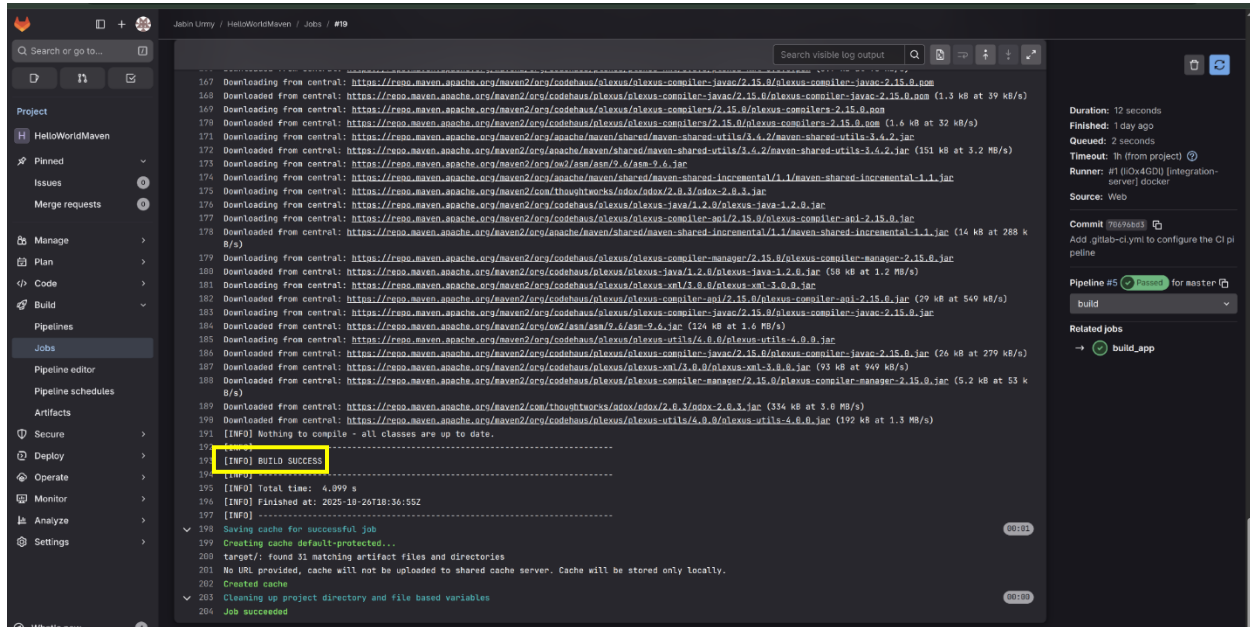 Jabin Urmy / HelloWorldMaven / Jobs / #19
Search or go to...
Project
H HelloWorldMaven
Pinned
Issues 0
Merge requests 0
Manage
Plan
Code
Build
Pipelines
Jobs
Pipeline editor
Pipeline schedules
Artifacts
Secure
Deploy
Operate
Monitor
Analyze
Settings
What's new
Search visible log output
167 Downloading from central: https://repo.maven.apache.org/maven2/org/codehaus/plexus/plexus-compiler-javac/2.15.0/plexus-compiler-javac-2.15.0.pom
168 Downloaded from central: https://repo.maven.apache.org/maven2/org/codehaus/plexus/plexus-compiler-javac/2.15.0/plexus-compiler-javac-2.15.0.pom (1.3 kB at 39 kB/s)
169 Downloading from central: https://repo.maven.apache.org/maven2/org/codehaus/plexus/plexus-compilers/2.15.0/plexus-compilers-2.15.0.pom
170 Downloaded from central: https://repo.maven.apache.org/maven2/org/codehaus/plexus/plexus-compilers/2.15.0/plexus-compilers-2.15.0.pom (1.6 kB at 32 kB/s)
171 Downloading from central: https://repo.maven.apache.org/maven2/org/apache/maven/shared/maven-shared-utils/3.4.2/maven-shared-utils-3.4.2.jar
172 Downloaded from central: https://repo.maven.apache.org/maven2/org/apache/maven/shared/maven-shared-utils/3.4.2/maven-shared-utils-3.4.2.jar (151 kB at 3.2 MB/s)
173 Downloading from central: https://repo.maven.apache.org/maven2/org/ow2/asm/asm/9.6/asm-9.6.jar
174 Downloading from central: https://repo.maven.apache.org/maven2/org/apache/maven/shared/maven-shared-incremental/1.1/maven-shared-incremental-1.1.jar
175 Downloading from central: https://repo.maven.apache.org/maven2/com/thoughtworks/qdox/qdox/2.0.3/qdox-2.0.3.jar
176 Downloading from central: https://repo.maven.apache.org/maven2/org/codehaus/plexus/plexus-java/1.2.0/plexus-java-1.2.0.jar
177 Downloading from central: https://repo.maven.apache.org/maven2/org/codehaus/plexus/plexus-compiler-api/2.15.0/plexus-compiler-api-2.15.0.jar
178 Downloaded from central: https://repo.maven.apache.org/maven2/org/apache/maven/shared/maven-shared-incremental/1.1/maven-shared-incremental-1.1.jar (14 kB at 288 k
B/s)
179 Downloading from central: https://repo.maven.apache.org/maven2/org/codehaus/plexus/plexus-compiler-manager/2.15.0/plexus-compiler-manager-2.15.0.jar
180 Downloaded from central: https://repo.maven.apache.org/maven2/org/codehaus/plexus/plexus-java/1.2.0/plexus-java-1.2.0.jar (58 kB at 1.2 MB/s)
181 Downloading from central: https://repo.maven.apache.org/maven2/org/codehaus/plexus/plexus-xml/3.0.0/plexus-xml-3.0.0.jar
182 Downloaded from central: https://repo.maven.apache.org/maven2/org/codehaus/plexus/plexus-compiler-api/2.15.0/plexus-compiler-api-2.15.0.jar (29 kB at 549 kB/s)
183 Downloading from central: https://repo.maven.apache.org/maven2/org/codehaus/plexus/plexus-compiler-javac/2.15.0/plexus-compiler-javac-2.15.0.jar
184 Downloaded from central: https://repo.maven.apache.org/maven2/org/ow2/asm/asm/9.6/asm-9.6.jar (124 kB at 1.6 MB/s)
185 Downloading from central: https://repo.maven.apache.org/maven2/org/codehaus/plexus/plexus-utils/4.0.0/plexus-utils-4.0.0.jar
186 Downloaded from central: https://repo.maven.apache.org/maven2/org/codehaus/plexus/plexus-compiler-javac/2.15.0/plexus-compiler-javac-2.15.0.jar (26 kB at 279 kB/s)
187 Downloaded from central: https://repo.maven.apache.org/maven2/org/codehaus/plexus/plexus-xml/3.0.0/plexus-xml-3.0.0.jar (93 kB at 949 kB/s)
188 Downloaded from central: https://repo.maven.apache.org/maven2/org/codehaus/plexus/plexus-compiler-manager/2.15.0/plexus-compiler-manager-2.15.0.jar (5.2 kB at 53 k
B/s)
189 Downloaded from central: https://repo.maven.apache.org/maven2/com/thoughtworks/qdox/qdox/2.0.3/qdox-2.0.3.jar (334 kB at 3.0 MB/s)
190 Downloaded from central: https://repo.maven.apache.org/maven2/org/codehaus/plexus/plexus-utils/4.0.0/plexus-utils-4.0.0.jar (192 kB at 1.3 MB/s)
191 [INFO] Nothing to compile - all classes are up to date.
192 [INFO] ------------------------------------------------------------------------
193 [INFO] BUILD SUCCESS
194 [INFO] ------------------------------------------------------------------------
195 [INFO] Total time: 4.099 s
196 [INFO] Finished at: 2025-10-26T18:36:55Z
197 [INFO] ------------------------------------------------------------------------
198 Saving cache for successful job 00:01
199 Creating cache default-protected...
200 target/: found 31 matching artifact files and directories
201 No URL provided, cache will not be uploaded to shared cache server. Cache will be stored only locally.
202 Created cache
203 Cleaning up project directory and file based variables 00:00
204 Job succeeded
Duration: 12 seconds
Finished: 1 day ago
Queued: 2 seconds
Timeout: 1h (from project)
Runner: #1 (liOx4GDI) [integration-
server] docker
Source: Web
Commit 78696bd3
Add .gitlab-ci.yml to configure the CI pi
peline
Pipeline #5 Passed for master
build
Related jobs
→ build_app